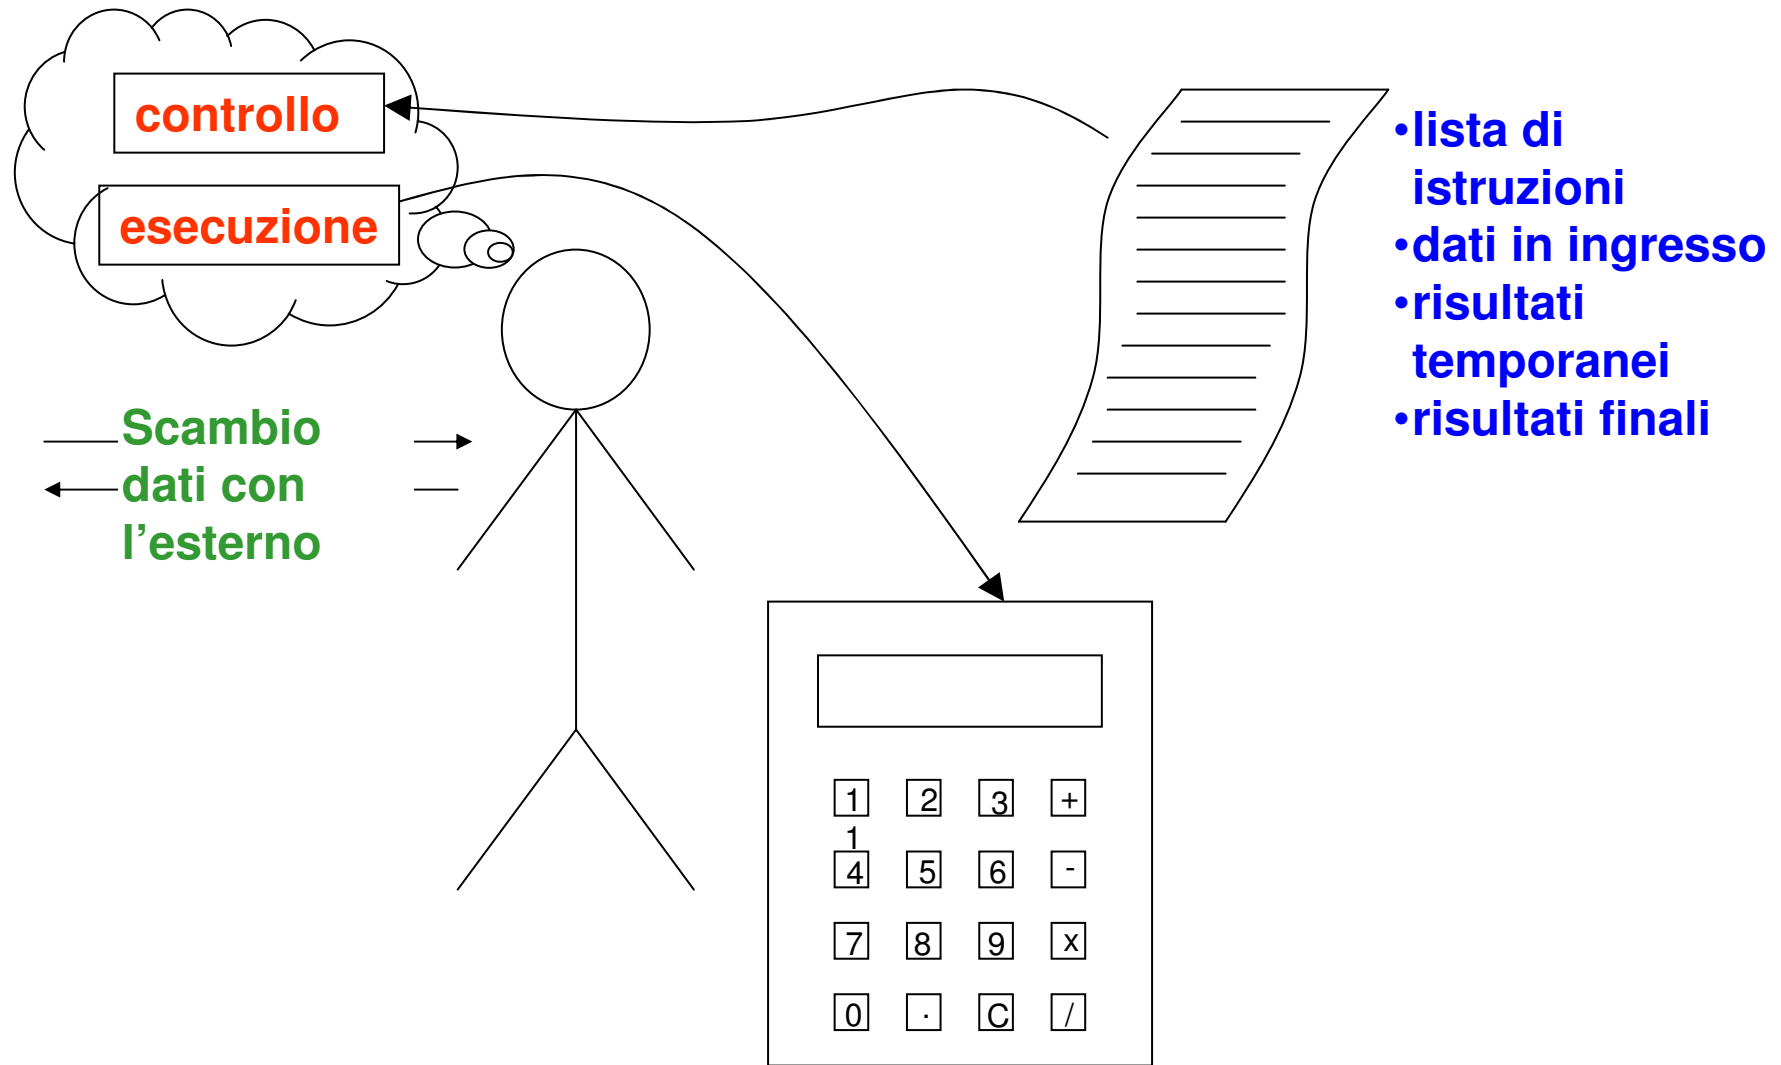 controllo
esecuzione
•lista di
istruzioni
•dati in ingresso
•risultati
temporanei
•risultati finali
Scambio
dati con
l'esterno
1 2 3 +
1
4 5 6 -
7 8 9 x
0 . C /